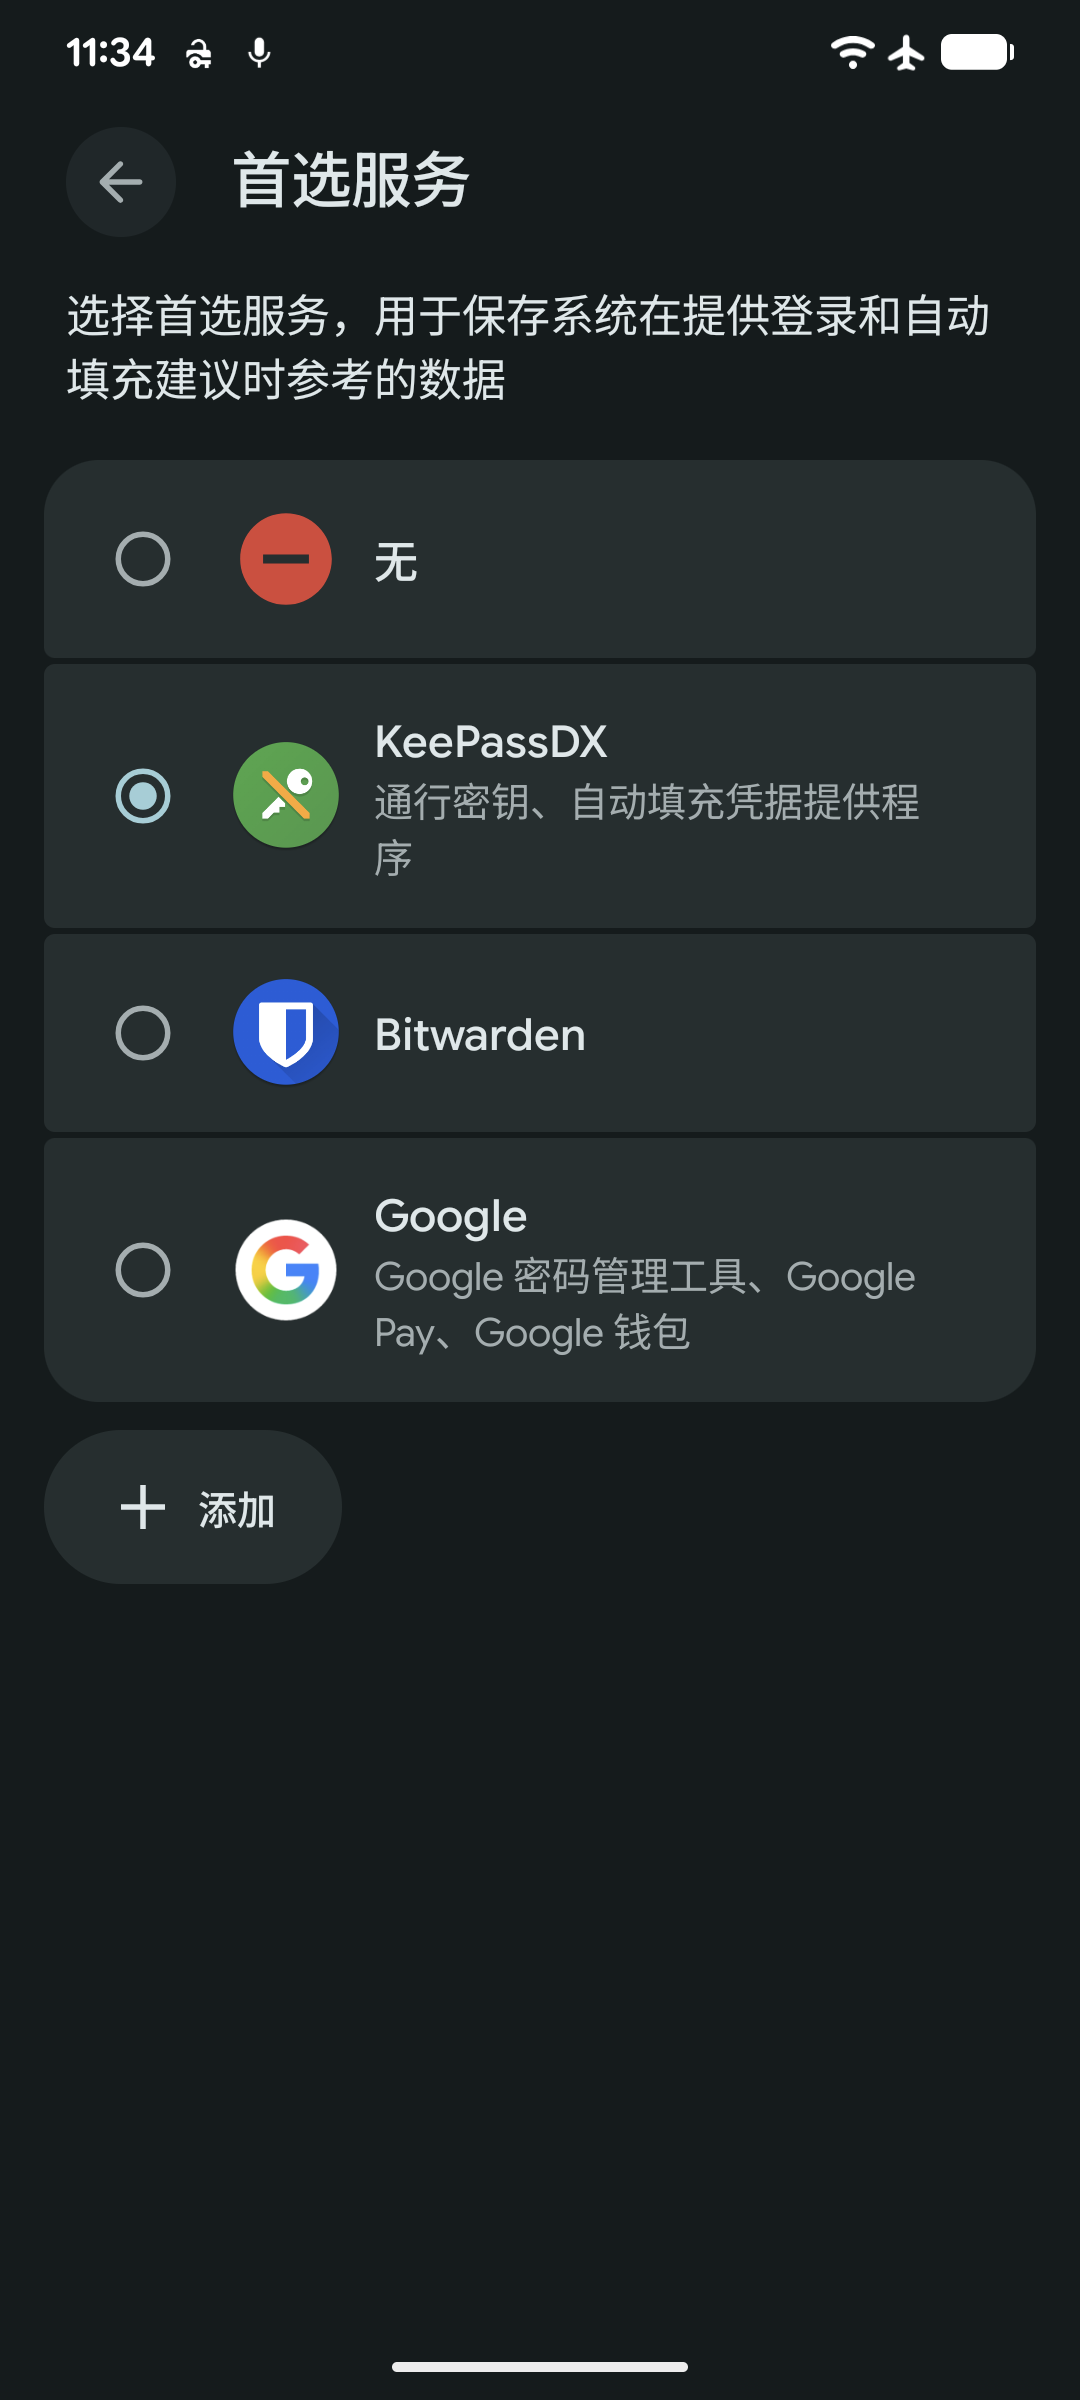 11:34
首选服务
选择首选服务，用于保存系统在提供登录和自动
填充建议时参考的数据
无
KeePassDX
通行密钥、自动填充凭据提供程
序
Bitwarden
Google
Google 密码管理工具、Google
Pay、Google 钱包
添加